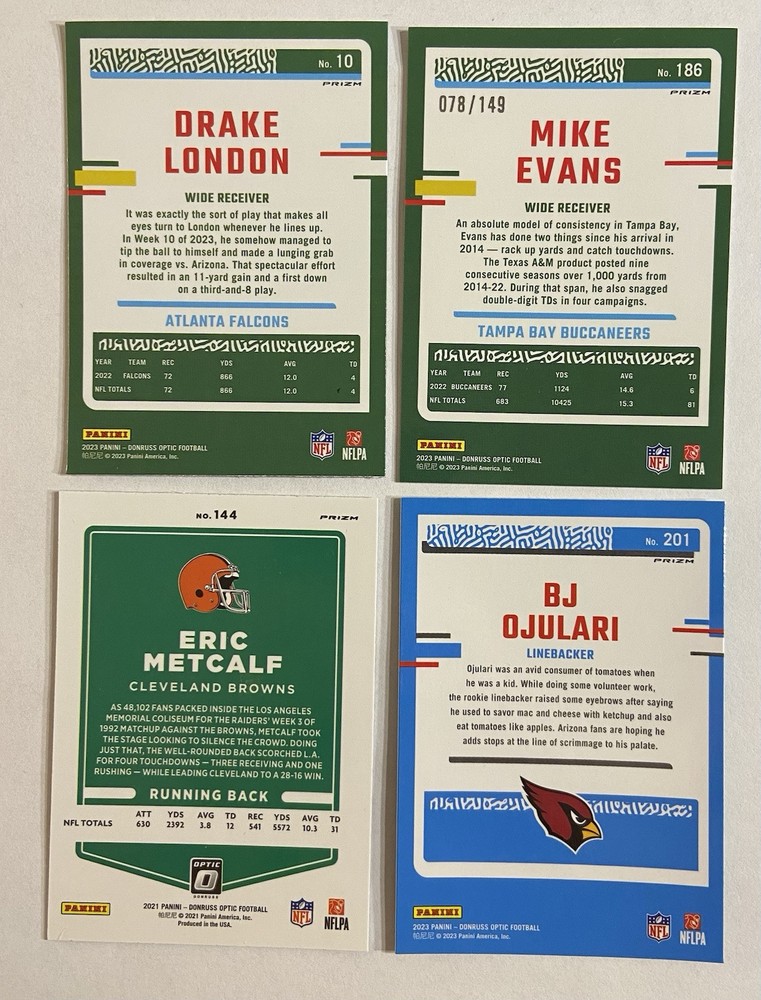 No. 10
PRIZM
DRAKE
LONDON
WIDE RECEIVER
It was exactly the sort of play that makes all
eyes turn to London whenever he lines up.
In Week 10 of 2023, he somehow managed to
tip the ball to himself and made a lunging grab
in coverage vs. Arizona. That spectacular effort
resulted in an 11-yard gain and a first down
on a third-and-8 play.
ATLANTA FALCONS
YEAR TEAM REC YDS AVG TD
2022 FALCONS 72 866 12.0 4
NFL TOTALS 72 866 12.0 4
PANINI
2023 PANINI – DONRUSS OPTIC FOOTBALL
帕尼尼 © 2023 Panini America, Inc.
NFL
NFLPA
No. 186
PRIZM
078/149
MIKE
EVANS
WIDE RECEIVER
An absolute model of consistency in Tampa Bay,
Evans has done two things since his arrival in
2014 — rack up yards and catch touchdowns.
The Texas A&M product posted nine
consecutive seasons over 1,000 yards from
2014-22. During that span, he also snagged
double-digit TDs in four campaigns.
TAMPA BAY BUCCANEERS
YEAR TEAM REC YDS AVG TD
2022 BUCCANEERS 77 1124 14.6 6
NFL TOTALS 683 10425 15.3 81
PANINI
2023 PANINI – DONRUSS OPTIC FOOTBALL
帕尼尼 © 2023 Panini America, Inc.
NFL
NFLPA
No. 144
PRIZM
ERIC
METCALF
CLEVELAND BROWNS
AS 48,102 FANS PACKED INSIDE THE LOS ANGELES
MEMORIAL COLISEUM FOR THE RAIDERS' WEEK 3 OF
1992 MATCHUP AGAINST THE BROWNS, METCALF TOOK
THE STAGE LOOKING TO SILENCE THE CROWD. DOING
JUST THAT, THE WELL-ROUNDED BACK SCORCHED L.A.
FOR FOUR TOUCHDOWNS — THREE RECEIVING AND ONE
RUSHING — WHILE LEADING CLEVELAND TO A 28-16 WIN.
RUNNING BACK
ATT YDS AVG TD REC YDS AVG TD
NFL TOTALS 630 2392 3.8 12 541 5572 10.3 31
OPTIC
DONRUSS
PANINI
2021 PANINI – DONRUSS OPTIC FOOTBALL
帕尼尼 © 2021 Panini America, Inc.
Produced in the USA.
NFL
NFLPA
No. 201
PRIZM
BJ
OJULARI
LINEBACKER
Ojulari was an avid consumer of tomatoes when
he was a kid. While doing some volunteer work,
the rookie linebacker raised some eyebrows after saying
he used to savor mac and cheese with ketchup and also
eat tomatoes like apples. Arizona fans are hoping he
adds stops at the line of scrimmage to his palate.
PANINI
2023 PANINI – DONRUSS OPTIC FOOTBALL
帕尼尼 © 2023 Panini America, Inc.
NFL
NFLPA